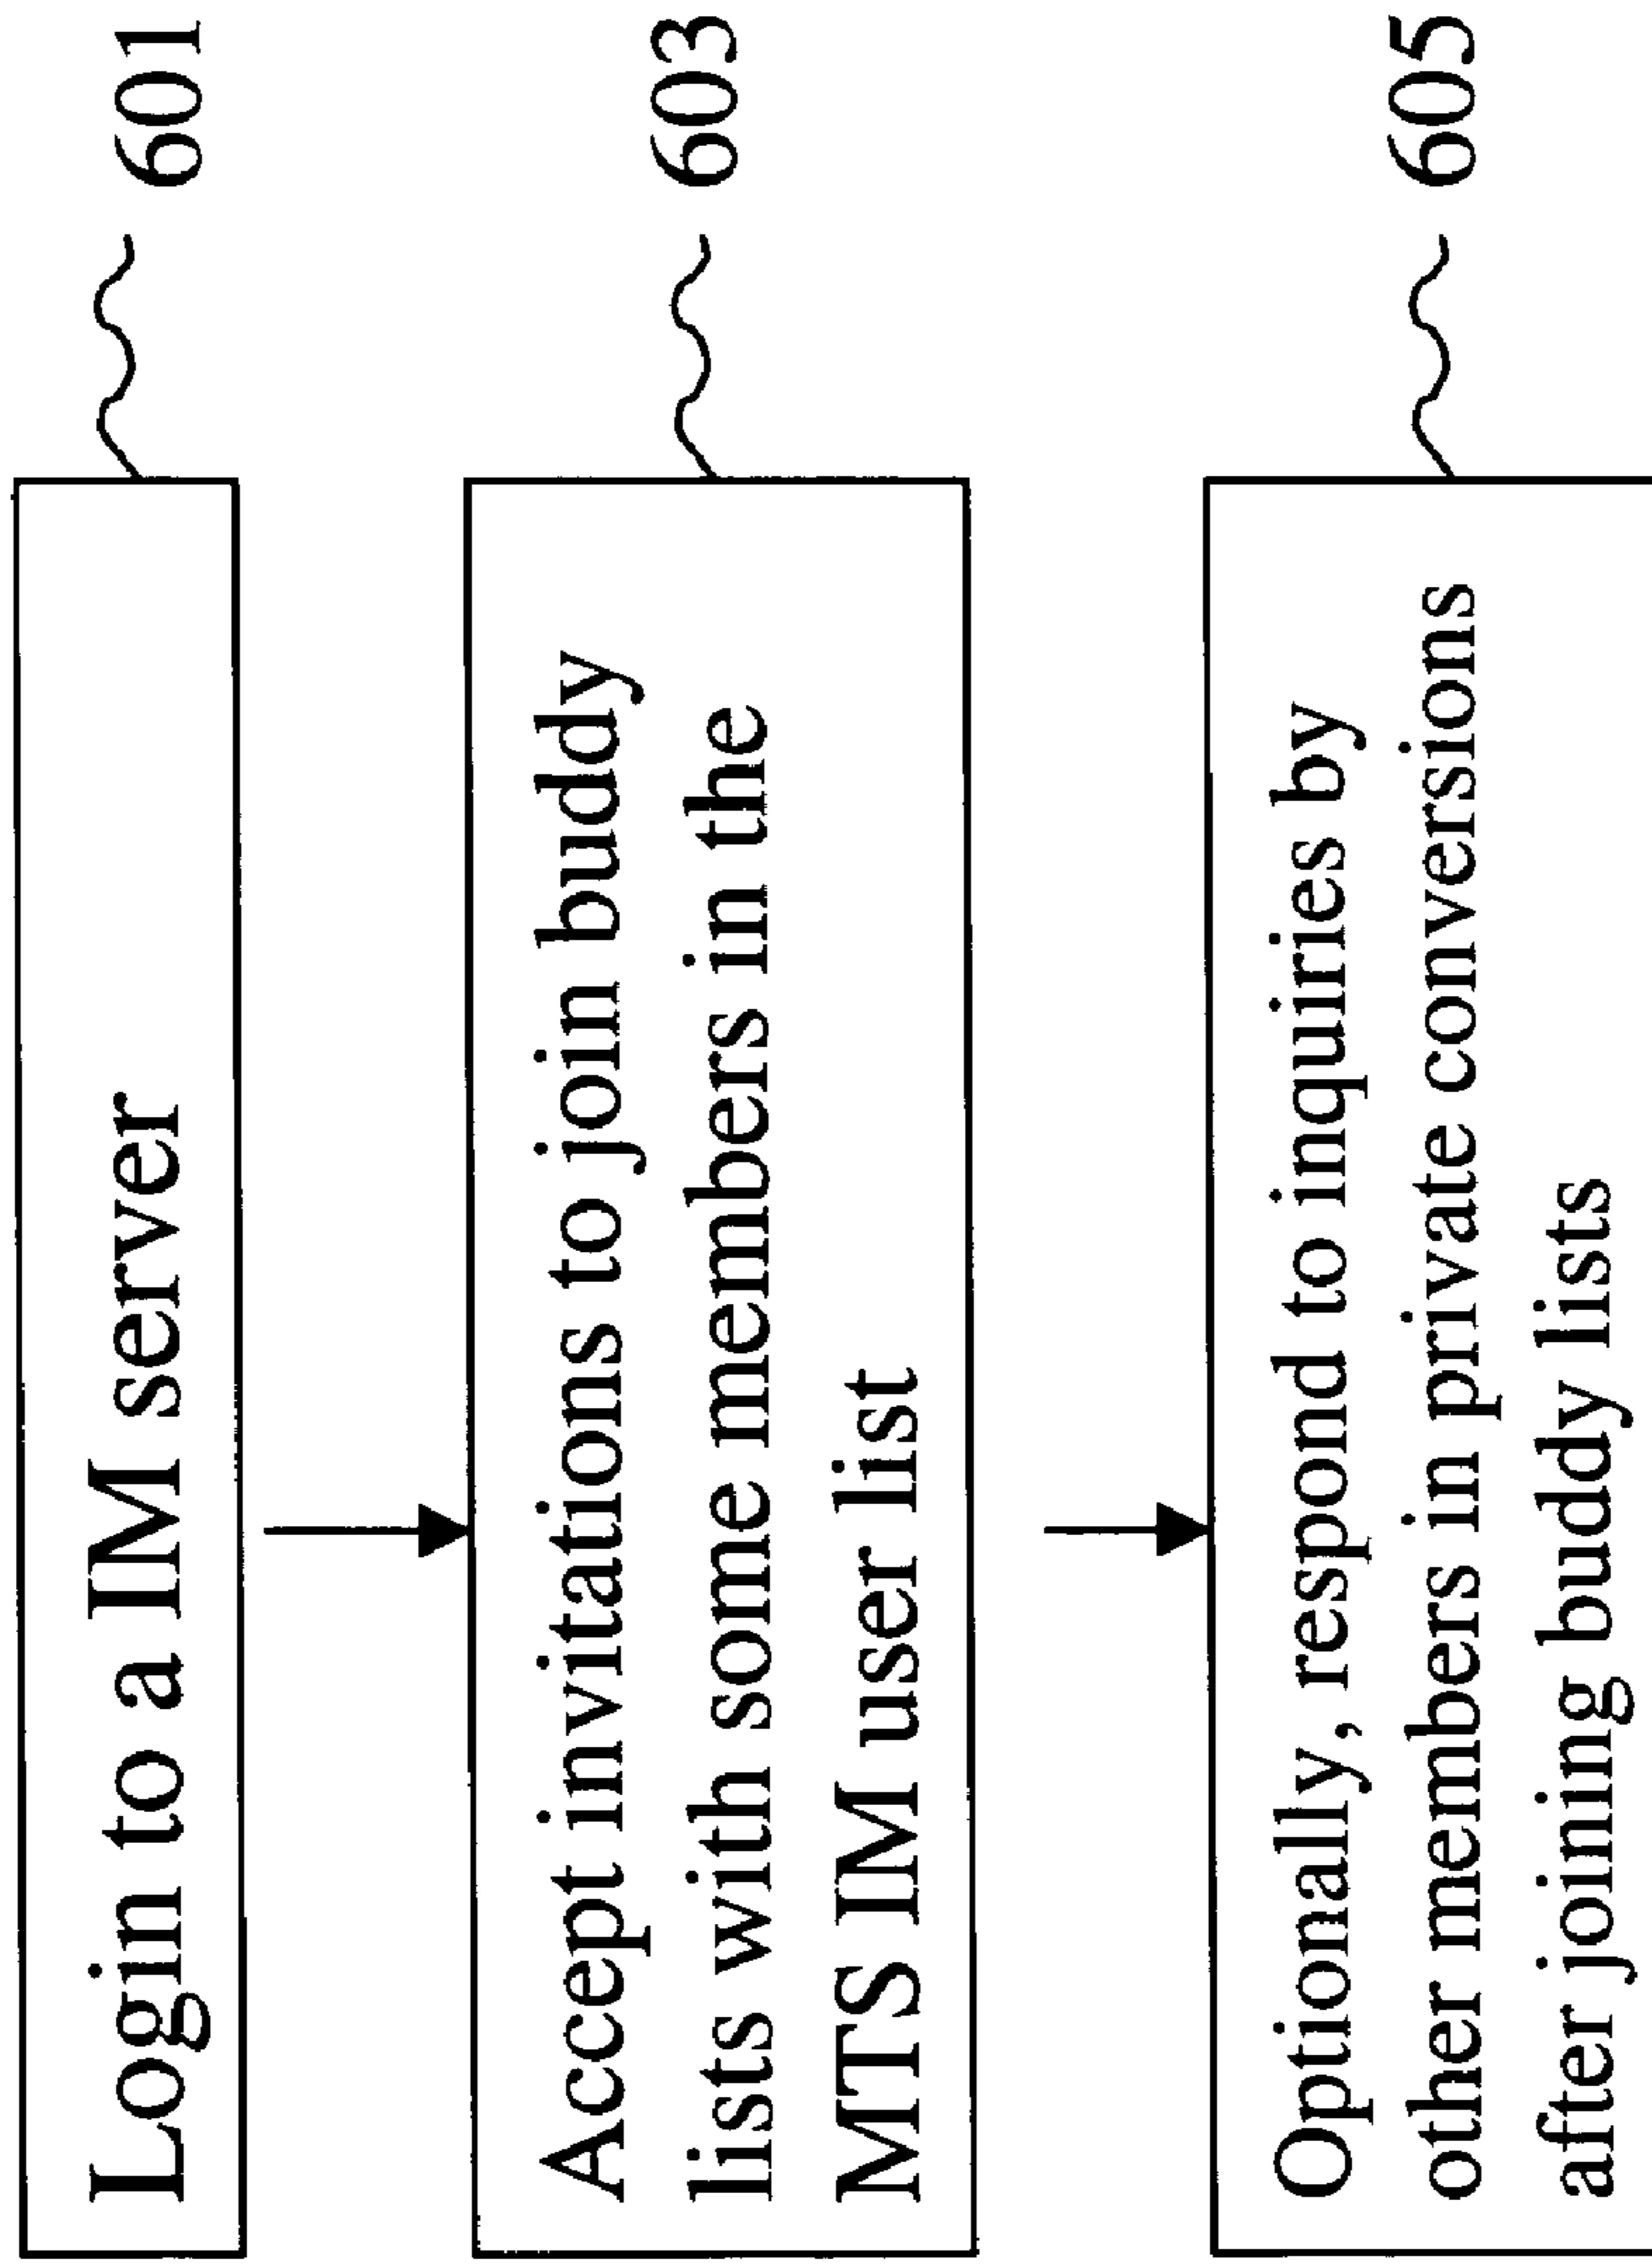 Login to a IM server
601
Accept invitations to join buddy
lists with some members in the
MTS IM user list
603
Optionally, respond to inquiries by
other members in private conversions
after joining buddy lists
605